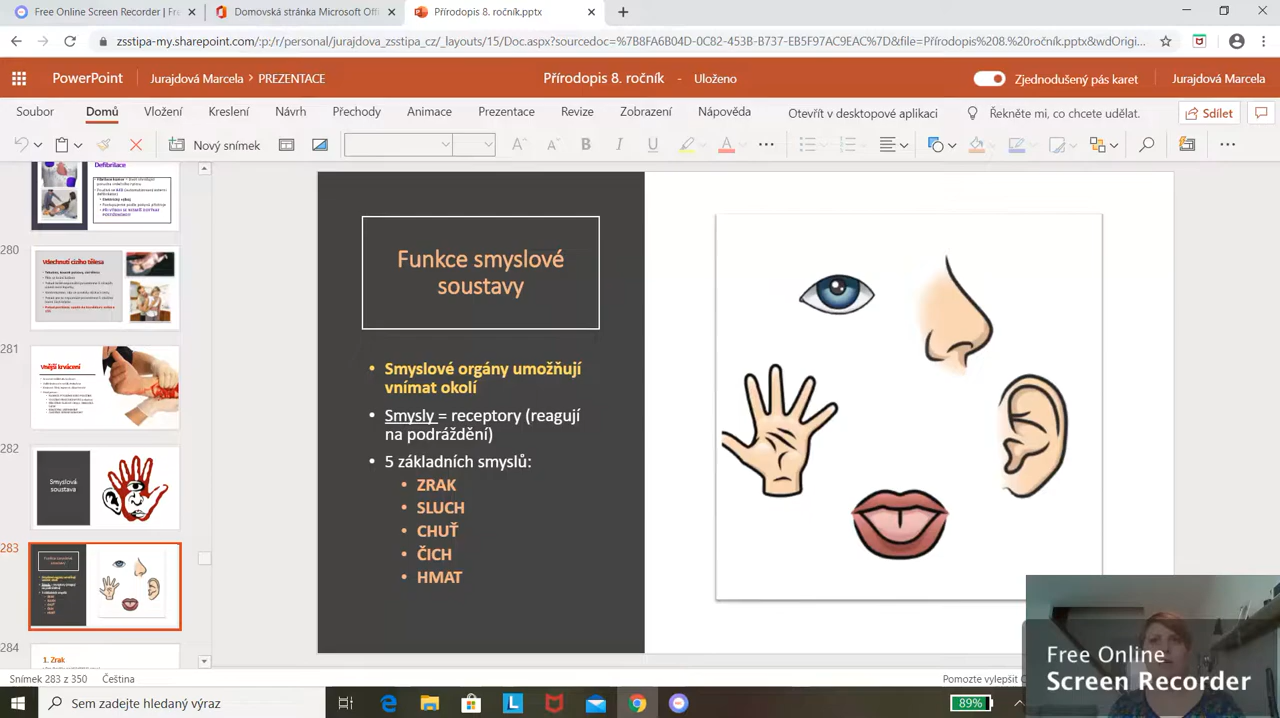 Free Online Screen Recorder | Fre
Domovská stránka Microsoft Offi
Přírodopis 8. ročník.pptx
zsstipa-my.sharepoint.com/:p:/r/personal/jurajdova_zsstipa_cz/_layouts/15/Doc.aspx?sourcedoc=%7B8FA6B04D-0C82-453B-B737-EB5F97AC9EAC%7D&file=Přírodopis%208.%20ročník.pptx&wdOrigi...
PowerPoint Jurajdová Marcela > PREZENTACE Přírodopis 8. ročník - Uloženo Zjednodušený pás karet Jurajdová Marcela
Soubor Domů Vložení Kreslení Návrh Přechody Animace Prezentace Revize Zobrazení Nápověda Otevřít v desktopové aplikaci Řekněte mi, co chcete udělat. Sdílet
Nový snímek
Defibrilace
280
Vdechnutí cizího tělesa
281
Vnější krvácení
282
Smyslová
soustava
283
284
1. Zrak
Funkce smyslové
soustavy
• Smyslové orgány umožňují
vnímat okolí
• Smysly = receptory (reagují
na podráždění)
• 5 základních smyslů:
• ZRAK
• SLUCH
• CHUŤ
• ČICH
• HMAT
Free Online
Screen Recorder
Snímek 283 z 350 Čeština Pomozte vylepšit
Sem zadejte hledaný výraz
89%